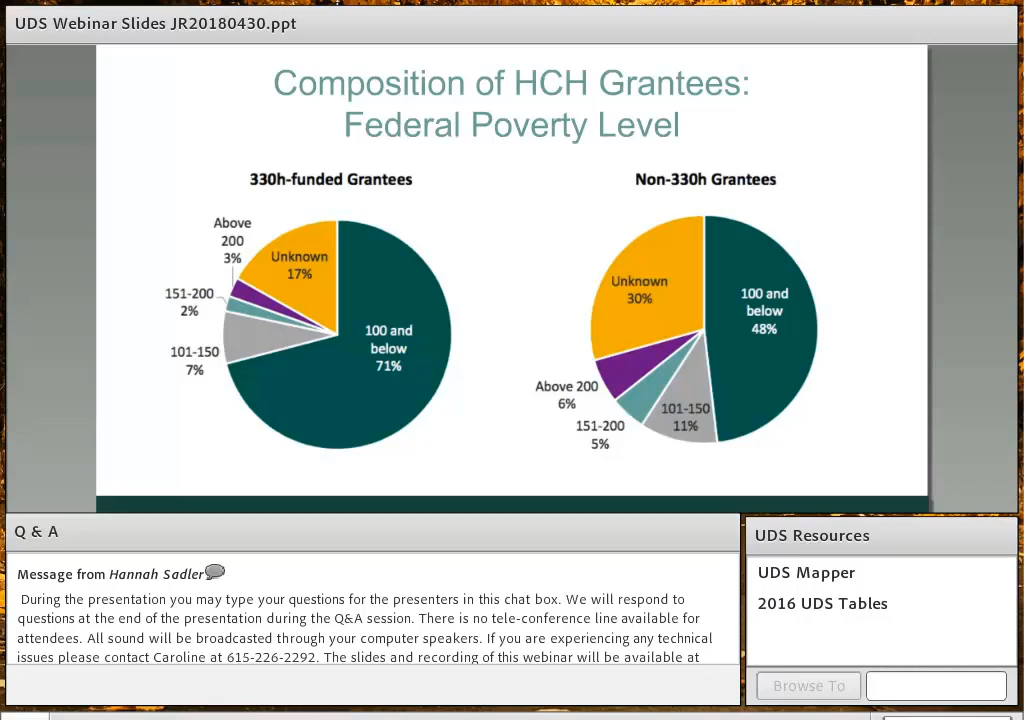 UDS Webinar Slides JR20180430.ppt
Composition of HCH Grantees:
Federal Poverty Level
330h-funded Grantees
Above
200
3%
Unknown
17%
151-200
2%
101-150
7%
100 and
below
71%
Non-330h Grantees
Unknown
30%
100 and
below
48%
Above 200
6%
151-200
5%
101-150
11%
Q & A
Message from Hannah Sadler
During the presentation you may type your questions for the presenters in this chat box. We will respond to
questions at the end of the presentation during the Q&A session. There is no tele-conference line available for
attendees. All sound will be broadcasted through your computer speakers. If you are experiencing any technical
issues please contact Caroline at 615-226-2292. The slides and recording of this webinar will be available at
UDS Resources
UDS Mapper
2016 UDS Tables
Browse To